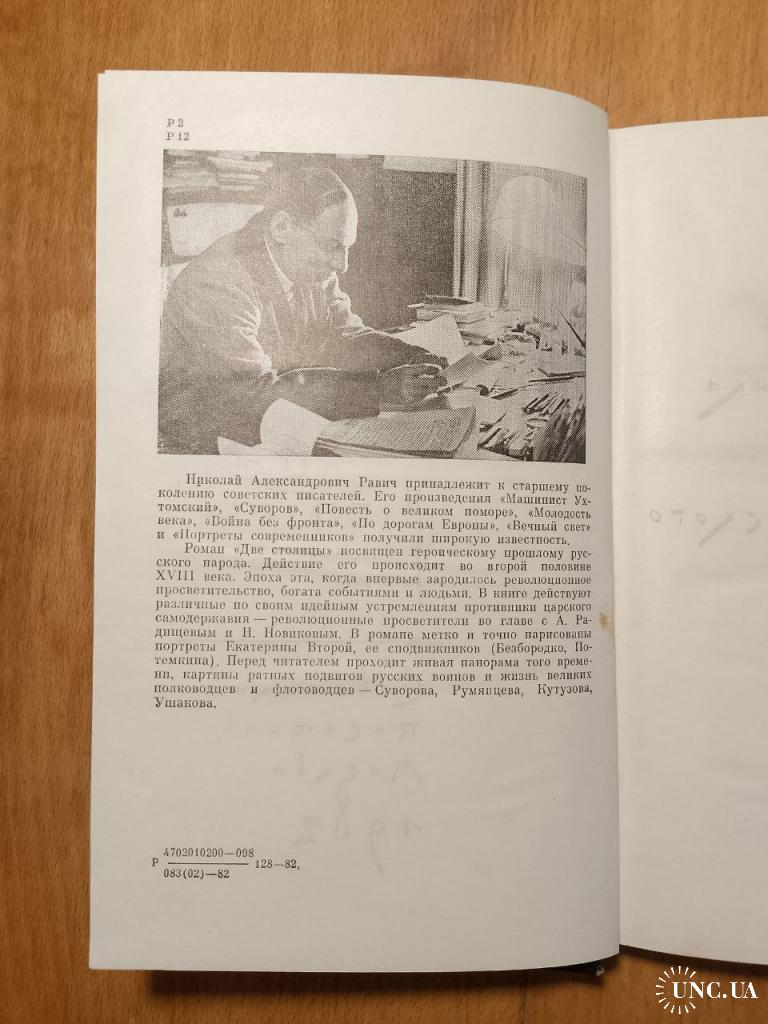 Р2
Р12
Николай Александрович Равич принадлежит к старшему по-
колению советских писателей. Его произведения «Машинист Ух-
томский», «Суворов», «Повесть о великом поморе», «Молодость
века», «Война без фронта», «По дорогам Европы», «Вечный свет»
и «Портреты современников» получили широкую известность.
Роман «Две столицы» посвящен героическому прошлому рус-
ского народа. Действие его происходит во второй половине
XVIII века. Эпоха эта, когда впервые зародилось революционное
просветительство, богата событиями и людьми. В книге действуют
различные по своим идейным устремлениям противники царского
самодержавия — революционные просветители во главе с А. Ра-
дищевым и Н. Новиковым. В романе метко и точно нарисованы
портреты Екатерины Второй, ее сподвижников (Безбородко, По-
темкина). Перед читателем проходит живая панорама того време-
ни, картины ратных подвигов русских воинов и жизнь великих
полководцев и флотоводцев — Суворова, Румянцева, Кутузова,
Ушакова.
4702010200—098
Р 128—82,
083(02)—82
UNC.UA